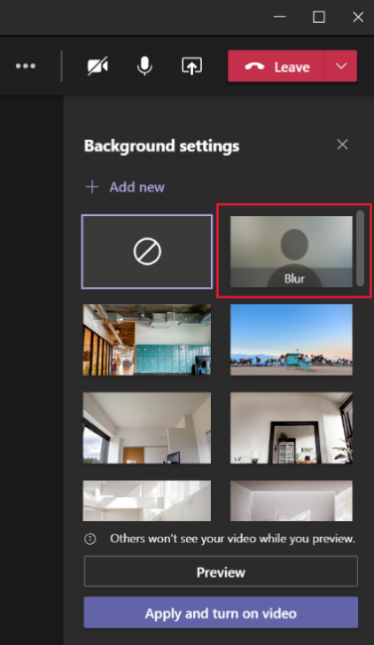 Leave
Background settings
Add new
Blur
Others won't see your video while you preview.
Preview
Apply and turn on video